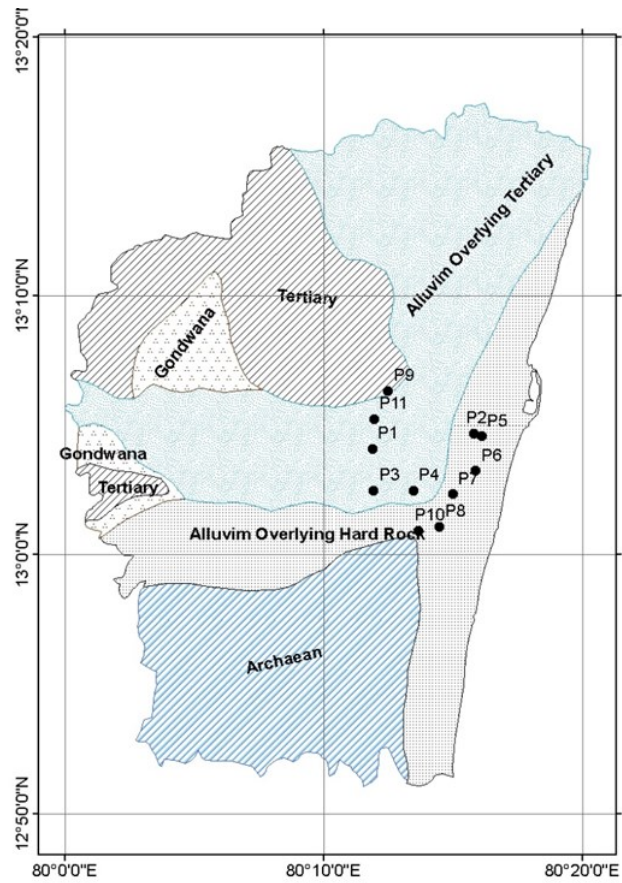 13°20'0"N
Alluvim Overlying Tertiary
13°10'0"N
Tertiary
Gondwana
P9
P11
P1
P2
P5
Gondwana
P6
P3
P4
P7
Tertiary
P10
P8
Alluvim Overlying Hard Rock
13°0'0"N
Archaean
12°50'0"N
80°0'0"E
80°10'0"E
80°20'0"E